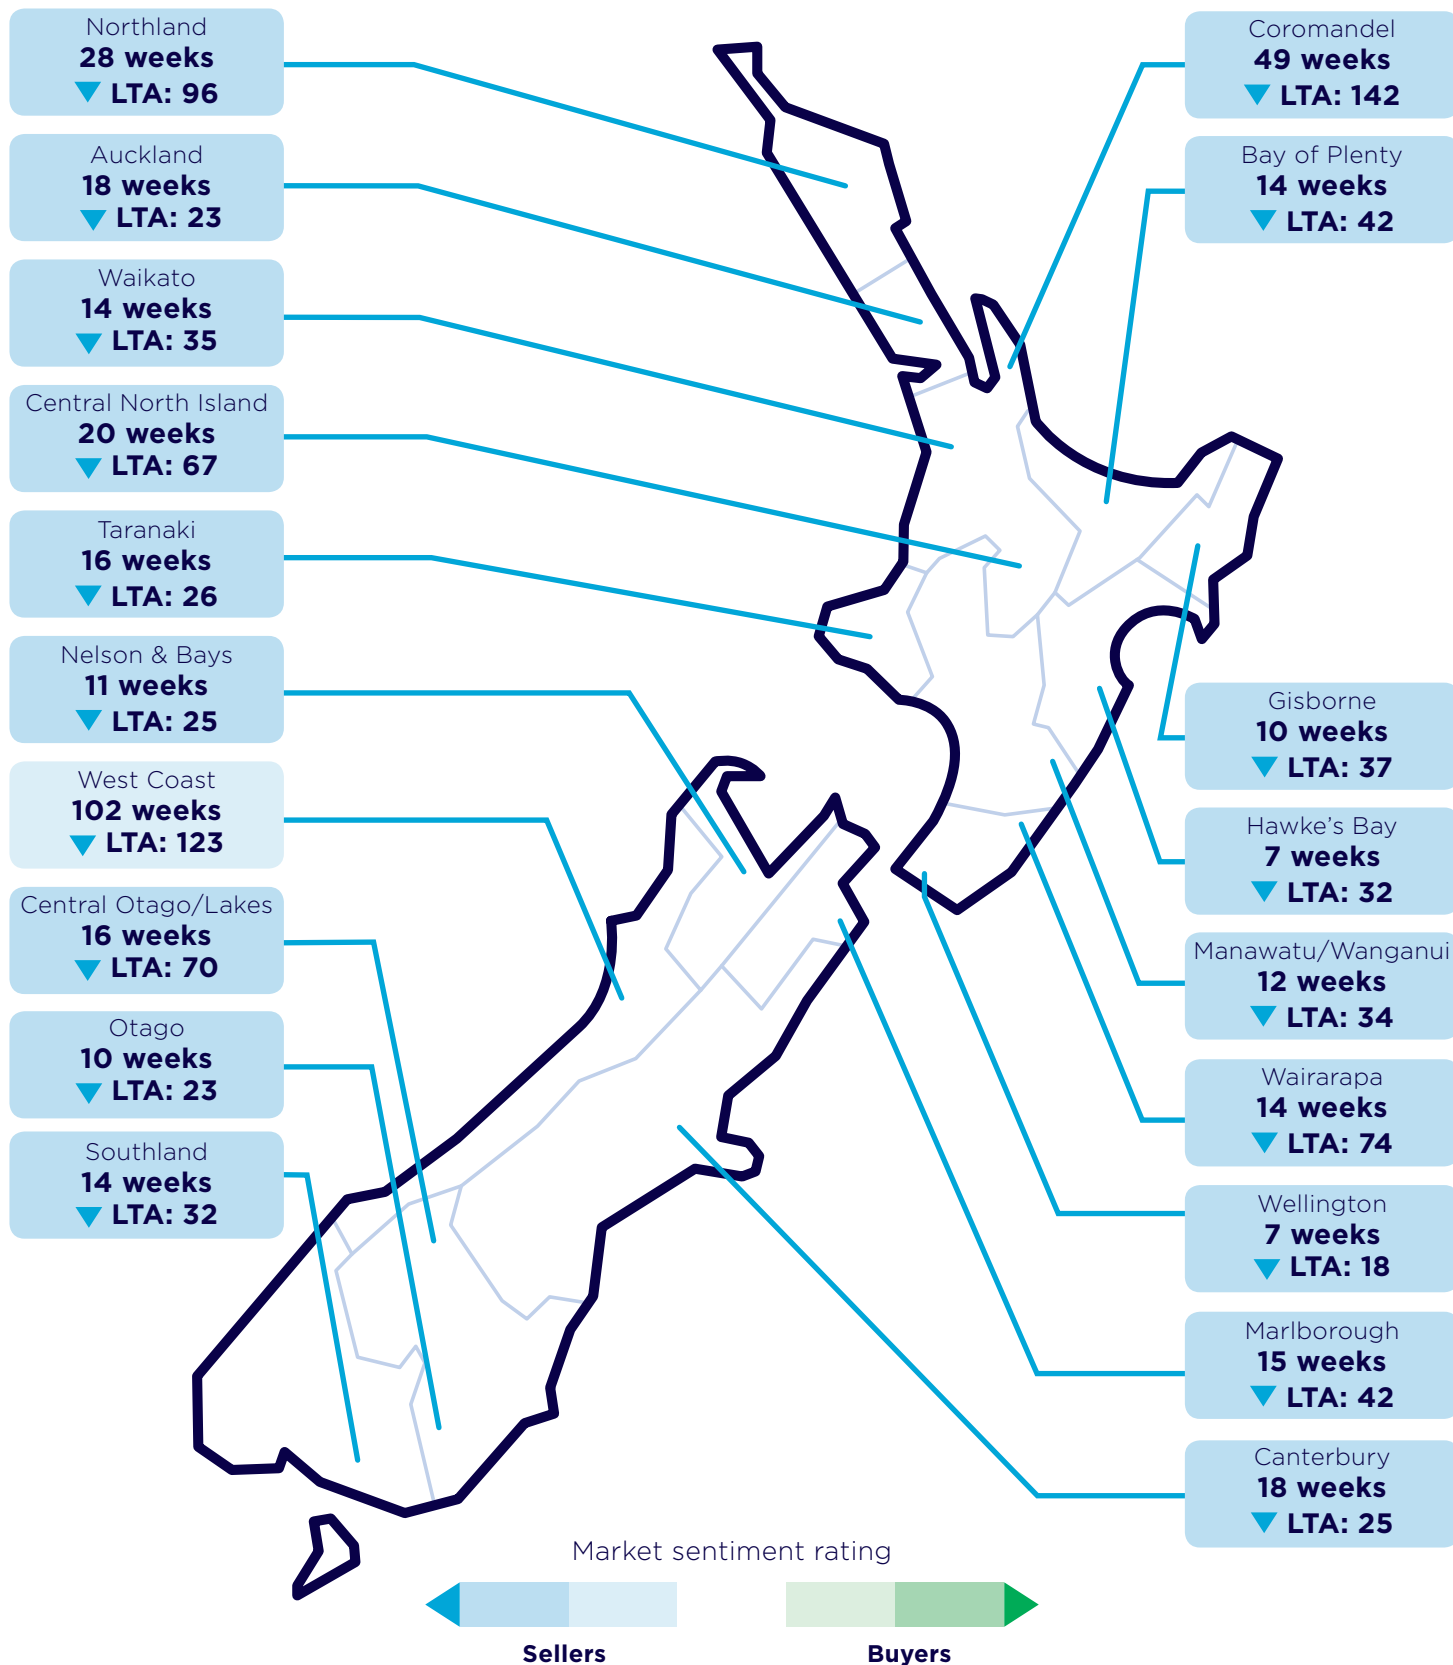 Northland
28 weeks
LTA: 96
Auckland
18 weeks
LTA: 23
Waikato
14 weeks
LTA: 35
Central North Island
20 weeks
LTA: 67
Taranaki
16 weeks
LTA: 26
Nelson & Bays
11 weeks
LTA: 25
West Coast
102 weeks
LTA: 123
Central Otago/Lakes
16 weeks
LTA: 70
Otago
10 weeks
LTA: 23
Southland
14 weeks
LTA: 32
Coromandel
49 weeks
LTA: 142
Bay of Plenty
14 weeks
LTA: 42
Gisborne
10 weeks
LTA: 37
Hawke's Bay
7 weeks
LTA: 32
Manawatu/Wanganui
12 weeks
LTA: 34
Wairarapa
14 weeks
LTA: 74
Wellington
7 weeks
LTA: 18
Marlborough
15 weeks
LTA: 42
Canterbury
18 weeks
LTA: 25
Market sentiment rating
Sellers
Buyers